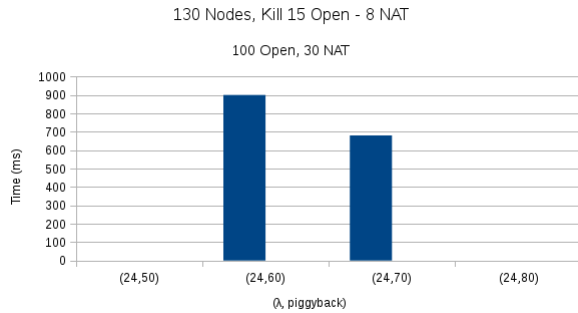 130 Nodes, Kill 15 Open - 8 NAT
100 Open, 30 NAT
1000
900
800
700
600
500
400
300
200
100
0
Time (ms)
(24,50) (24,60) (24,70) (24,80)
(λ, piggyback)